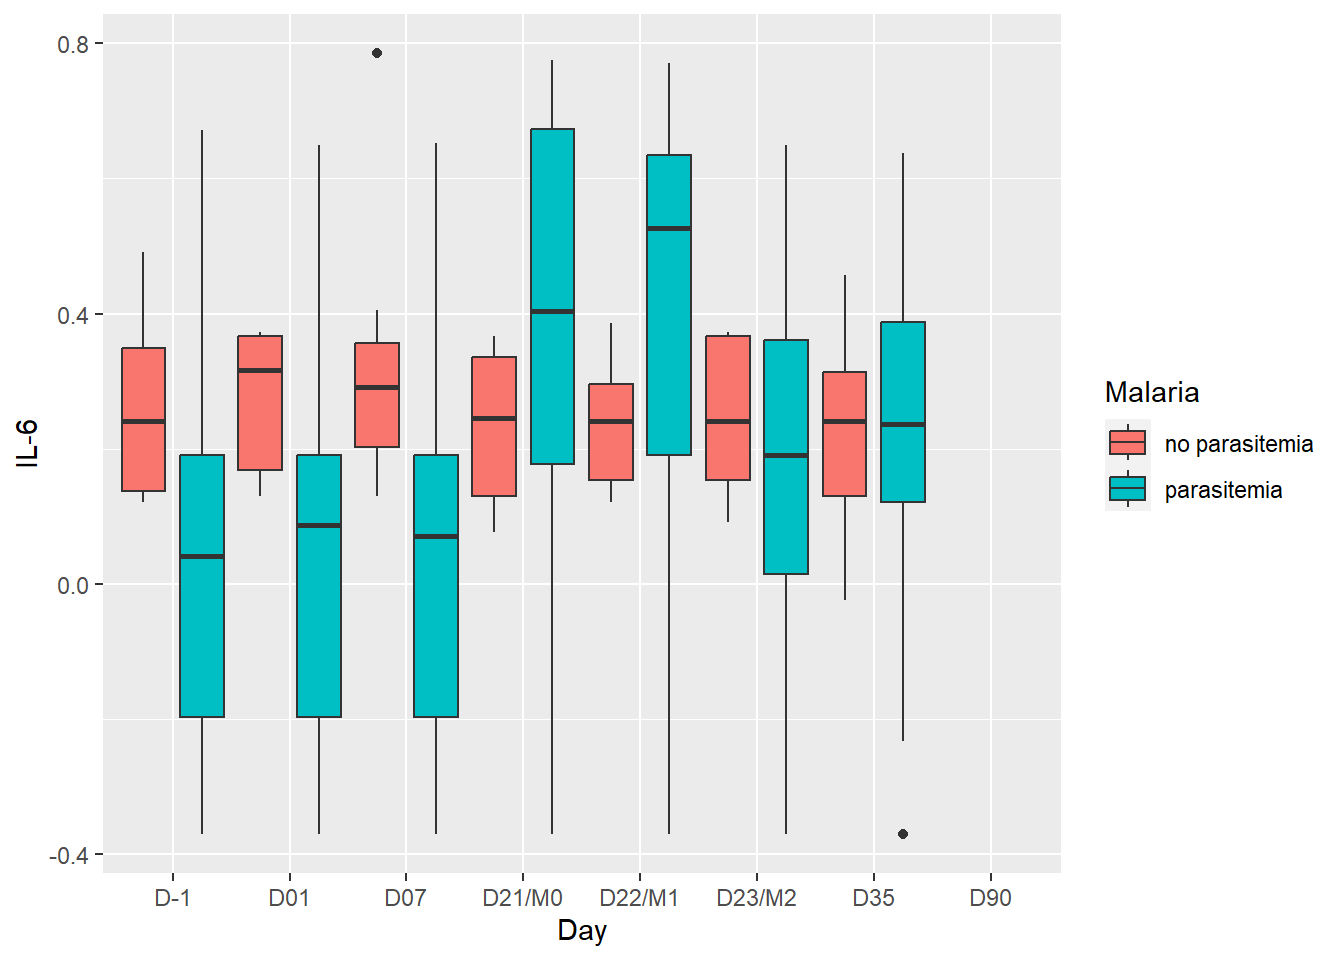 IL-6
0.8
0.4
0.0
-0.4
D-1 D01 D07 D21/M0 D22/M1 D23/M2 D35 D90
Day
Malaria
no parasitemia
parasitemia